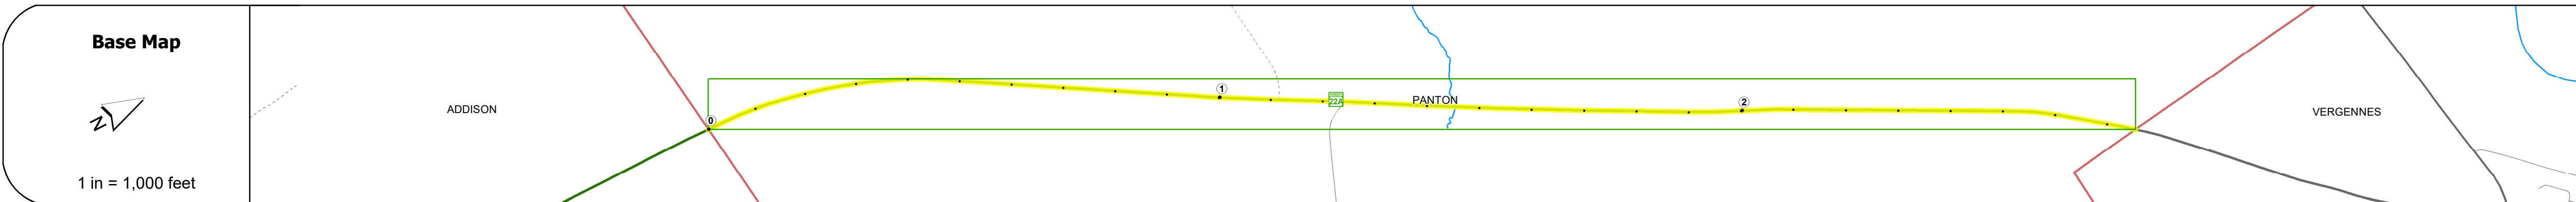 Base Map
N
1 in = 1,000 feet
ADDISON
0
1
22A
PANTON
2
VERGENNES